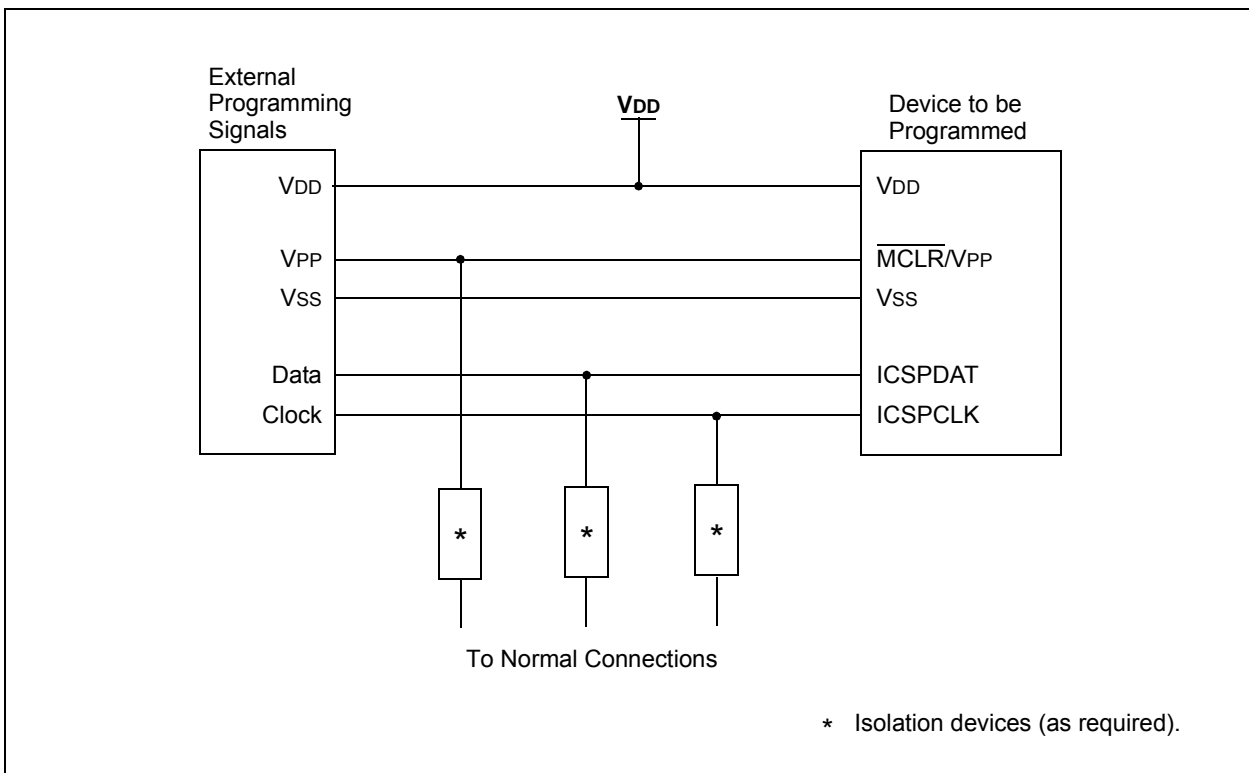 External
Programming
Signals
VDD
Device to be
Programmed
VDD
VDD
VPP
MCLR/VPP
VSS
VSS
Data
ICSPDAT
Clock
ICSPCLK
*
*
*
To Normal Connections
* Isolation devices (as required).